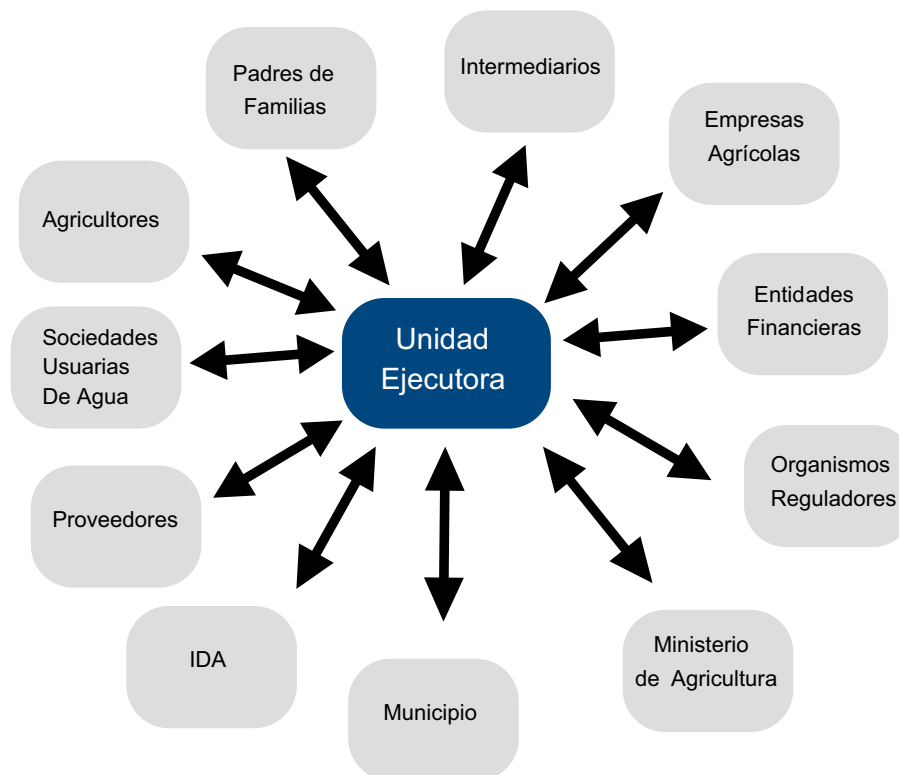 Padres de
Familias
Intermediarios
Empresas
Agrícolas
Agricultores
Entidades
Financieras
Sociedades
Usuarias
De Agua
Unidad
Ejecutora
Organismos
Reguladores
Proveedores
IDA
Ministerio
de Agricultura
Municipio